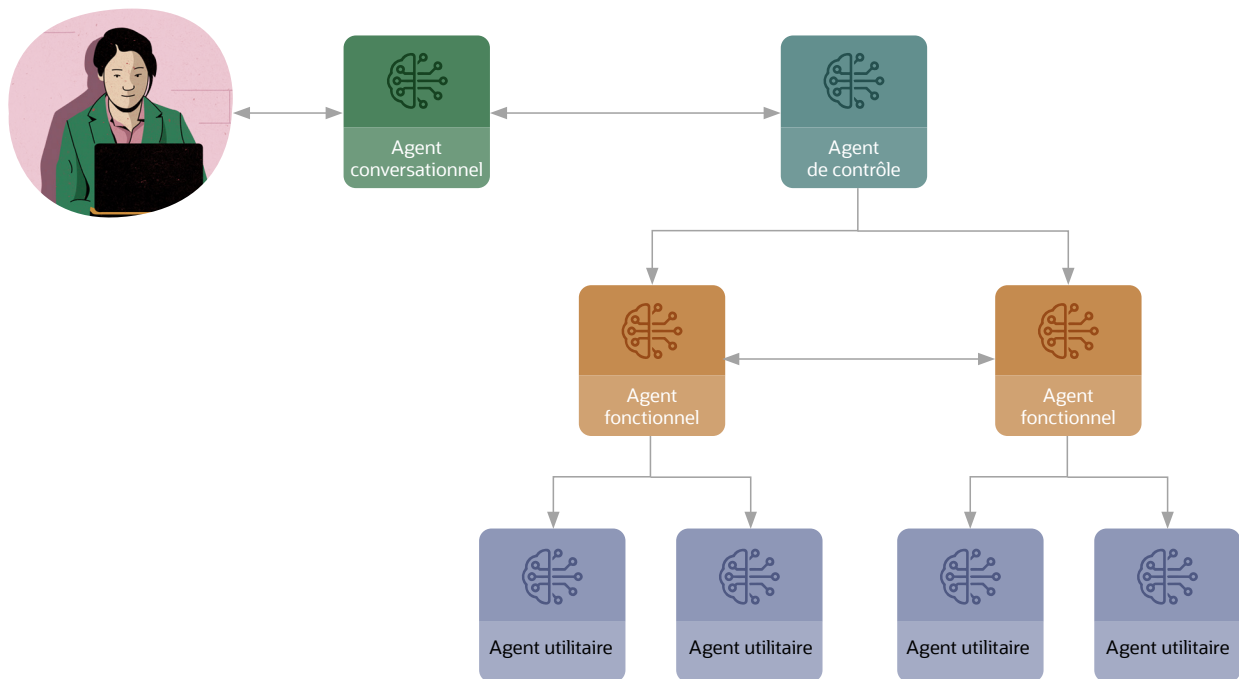 Agent
conversationnel
Agent
de contrôle
Agent
fonctionnel
Agent
fonctionnel
Agent utilitaire
Agent utilitaire
Agent utilitaire
Agent utilitaire